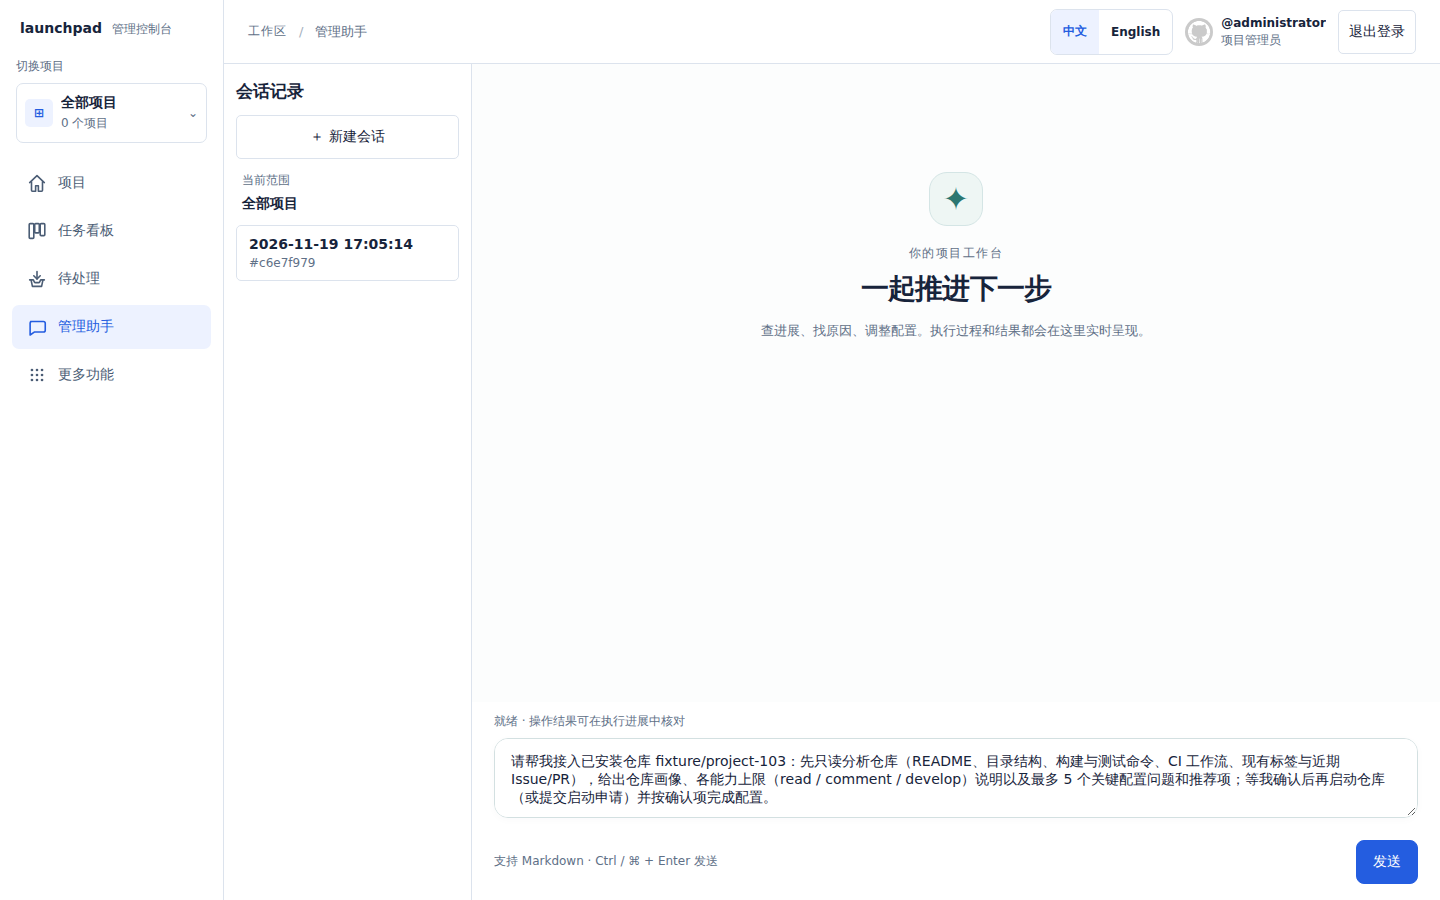 launchpad 管理控制台
切换项目
全部项目
0 个项目
项目
任务看板
待处理
管理助手
更多功能
工作区 / 管理助手
中文 English
@administrator
项目管理员
退出登录
会话记录
+ 新建会话
当前范围
全部项目
2026-11-19 17:05:14
#c6e7f979
你的项目工作台
一起推进下一步
查进展、找原因、调整配置。执行过程和结果都会在这里实时呈现。
就绪 · 操作结果可在执行进展中核对
请帮我接入已安装仓库 fixture/project-103：先只读分析仓库（README、目录结构、构建与测试命令、CI 工作流、现有标签与近期
Issue/PR），给出仓库画像、各能力上限（read / comment / develop）说明以及最多 5 个关键配置问题和推荐项；等我确认后再启动仓库
（或提交启动申请）并按确认项完成配置。
支持 Markdown · Ctrl / ⌘ + Enter 发送
发送